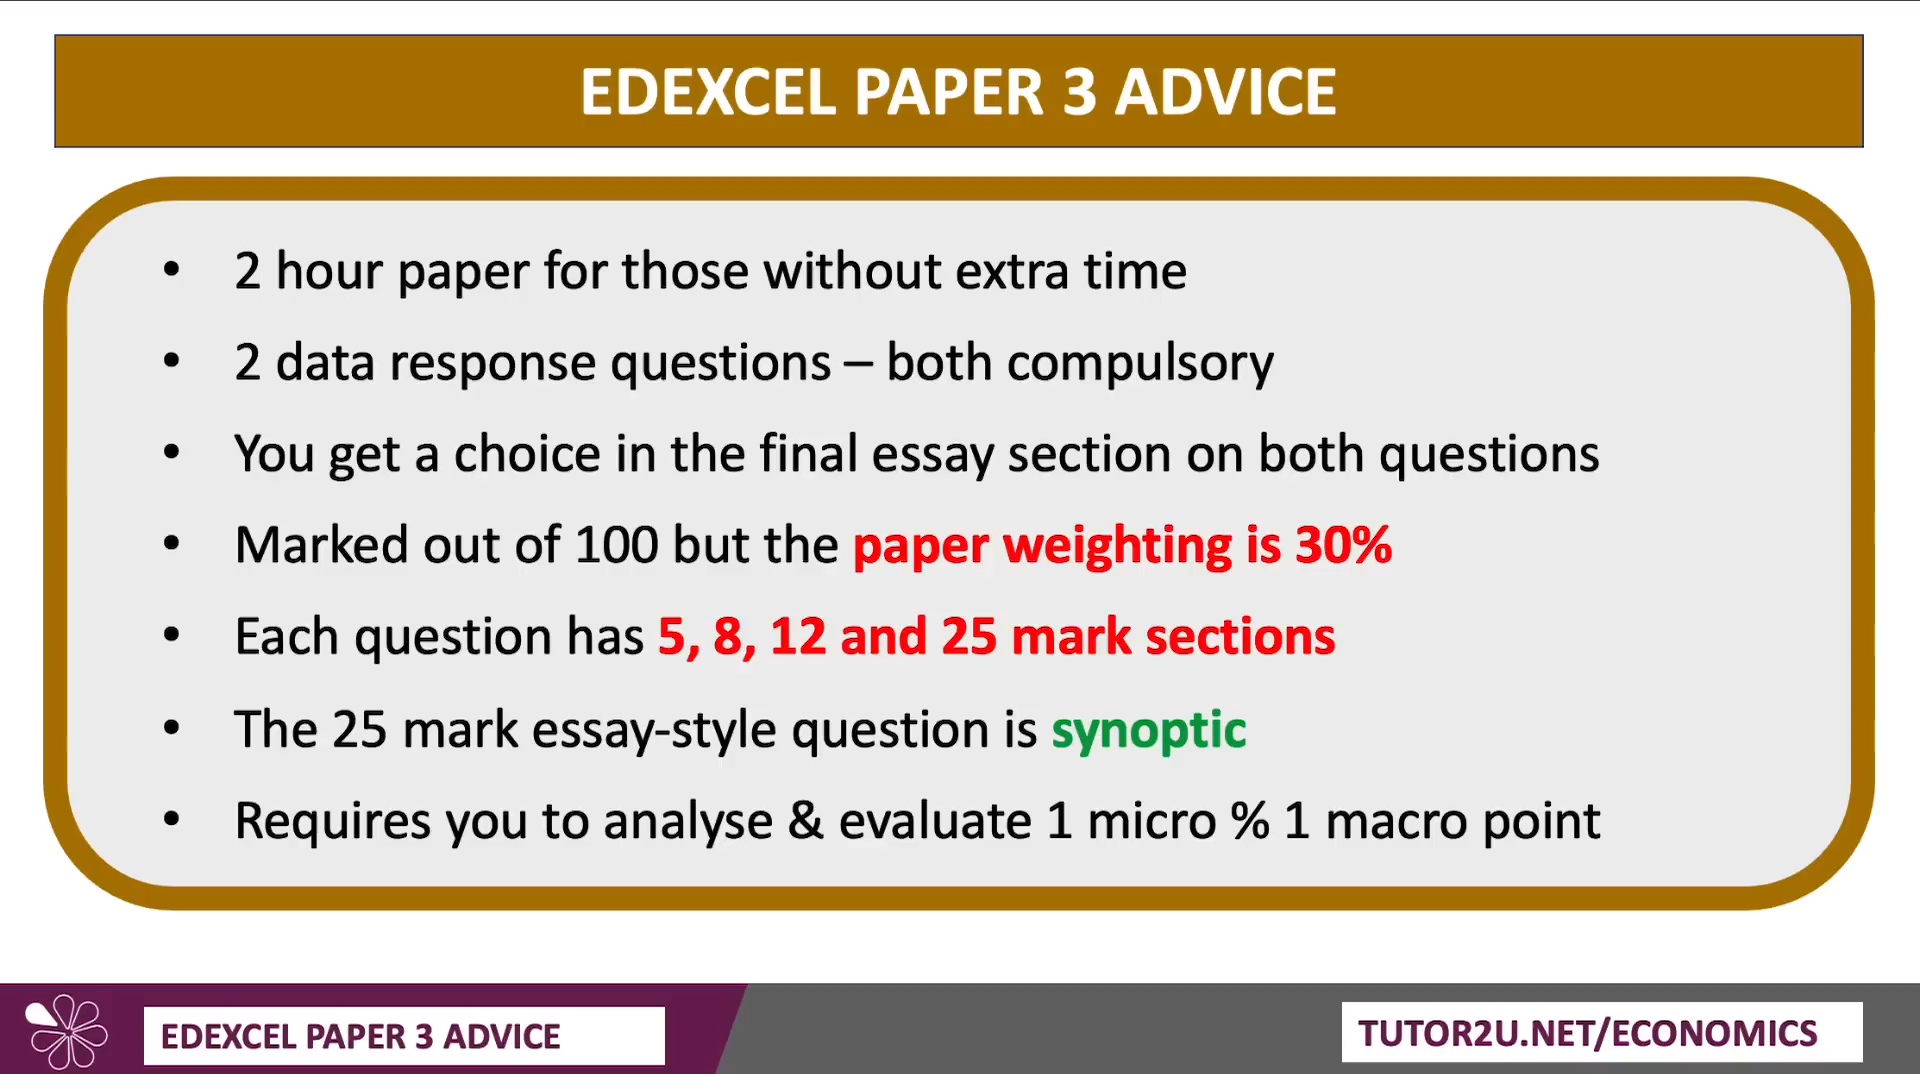 EDEXCEL PAPER 3 ADVICE
• 2 hour paper for those without extra time
• 2 data response questions – both compulsory
• You get a choice in the final essay section on both questions
• Marked out of 100 but the paper weighting is 30%
• Each question has 5, 8, 12 and 25 mark sections
• The 25 mark essay-style question is synoptic
• Requires you to analyse & evaluate 1 micro % 1 macro point
EDEXCEL PAPER 3 ADVICE
TUTOR2U.NET/ECONOMICS